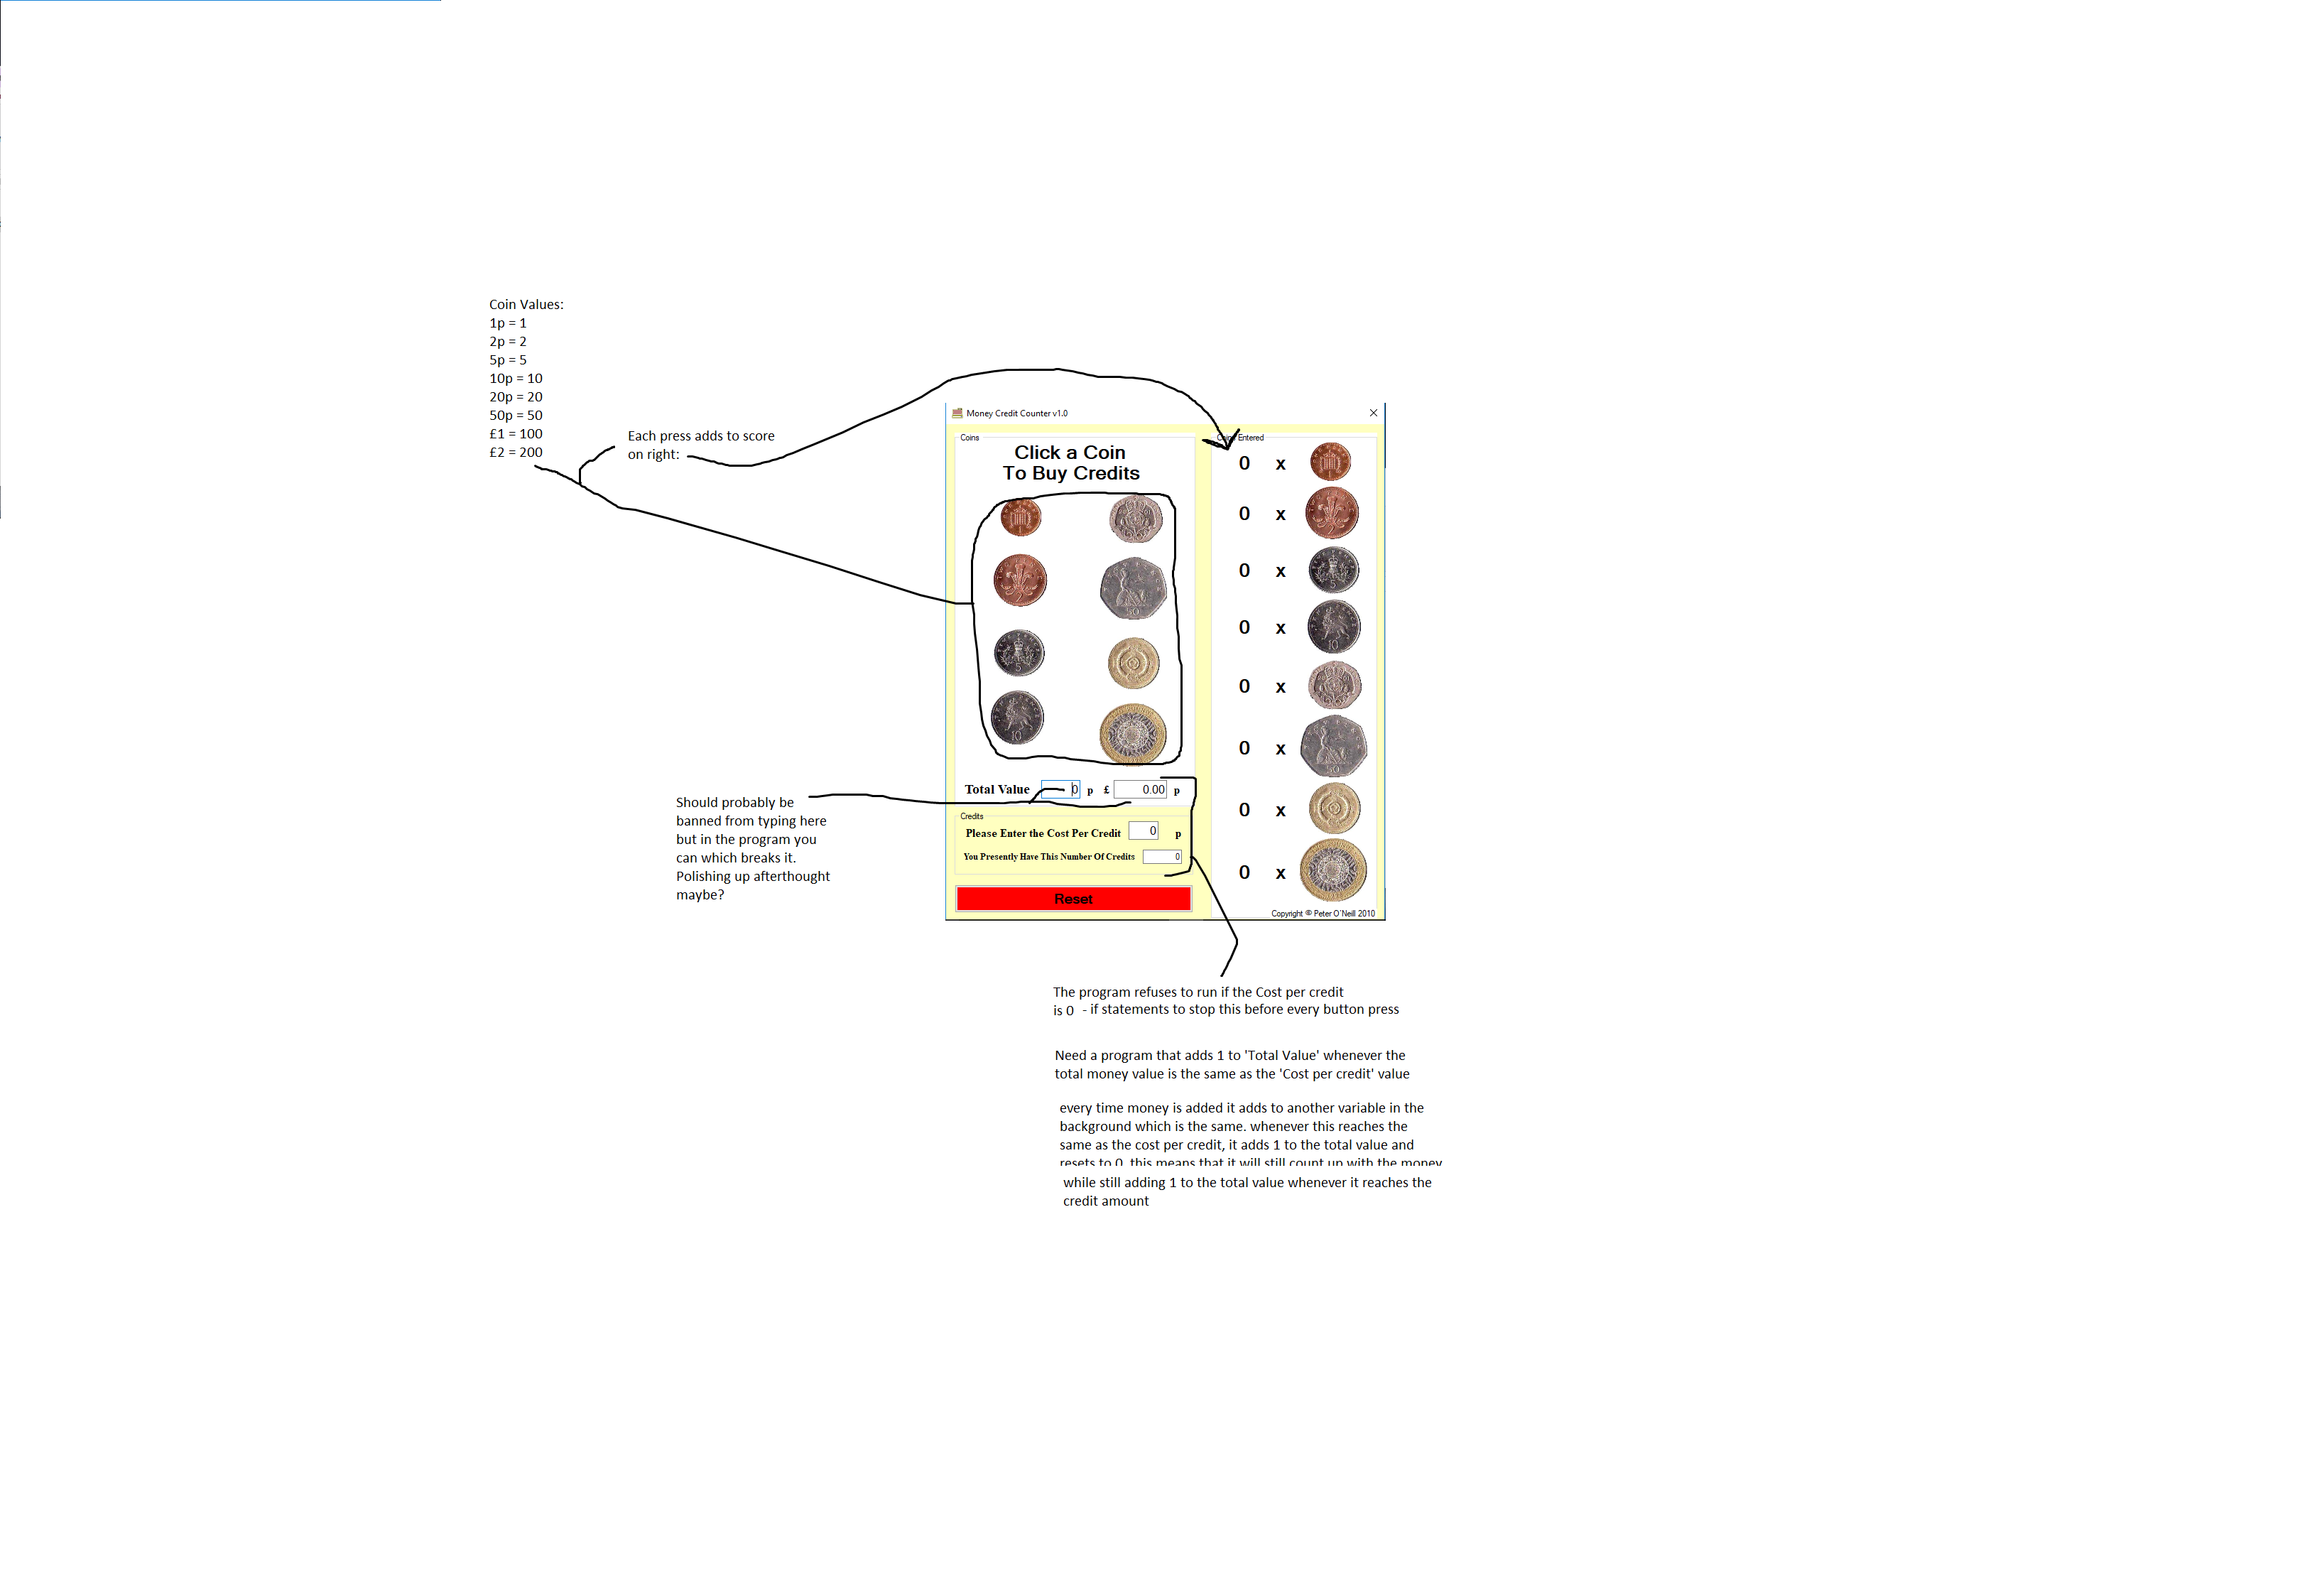 Coin Values:
1p = 1
2p = 2
5p = 5
10p = 10
20p = 20
50p = 50
£1 = 100
£2 = 200
Each press adds to score
on right:
Money Credit Counter v1.0
Coins
Click a Coin
To Buy Credits
Total Value 0 p £ 0.00 p
Credits
Please Enter the Cost Per Credit 0 p
You Presently Have This Number Of Credits 0
Reset
Entered
0 x
0 x
0 x
0 x
0 x
0 x
0 x
0 x
Copyright © Peter O'Neill 2010
Should probably be
banned from typing here
but in the program you
can which breaks it.
Polishing up afterthought
maybe?
The program refuses to run if the Cost per credit
is 0 - if statements to stop this before every button press
Need a program that adds 1 to 'Total Value' whenever the
total money value is the same as the 'Cost per credit' value
every time money is added it adds to another variable in the
background which is the same. whenever this reaches the
same as the cost per credit, it adds 1 to the total value and
resets to 0. this means that it will still count up with the money
while still adding 1 to the total value whenever it reaches the
credit amount